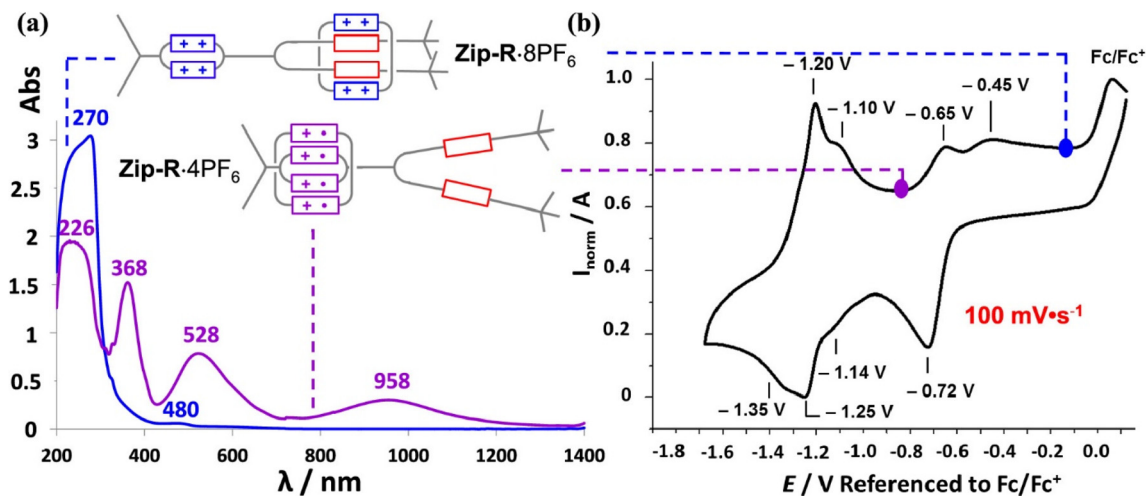 (a)
+ +
+ +
+ +
+ +
Zip-R·8PF6
+ •
+ •
+ •
+ •
Zip-R·4PF6
Abs
3
2.5
2
1.5
1
0.5
0
270
226
368
528
480
958
200
400
600
800
1000
1200
1400
λ / nm
(b)
Fc/Fc+
– 1.20 V
– 1.10 V
– 0.65 V
– 0.45 V
1.0
0.8
0.6
0.4
0.2
0
Inorm / A
100 mV•s-1
– 1.14 V
– 0.72 V
– 1.35 V
– 1.25 V
-1.8
-1.6
-1.4
-1.2
-1.0
-0.8
-0.6
-0.4
-0.2
0.0
E / V Referenced to Fc/Fc+